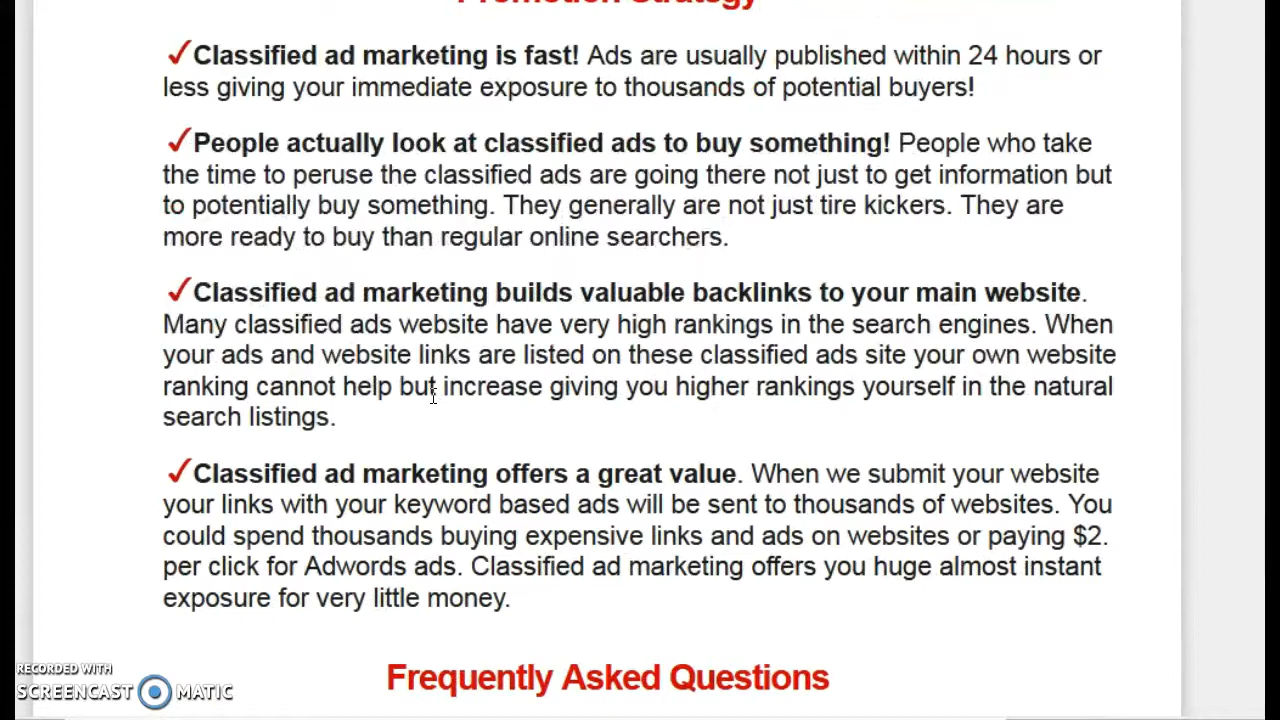 Promotion Strategy
✓Classified ad marketing is fast! Ads are usually published within 24 hours or
less giving your immediate exposure to thousands of potential buyers!
✓People actually look at classified ads to buy something! People who take
the time to peruse the classified ads are going there not just to get information but
to potentially buy something. They generally are not just tire kickers. They are
more ready to buy than regular online searchers.
✓Classified ad marketing builds valuable backlinks to your main website.
Many classified ads website have very high rankings in the search engines. When
your ads and website links are listed on these classified ads site your own website
ranking cannot help but increase giving you higher rankings yourself in the natural
search listings.
✓Classified ad marketing offers a great value. When we submit your website
your links with your keyword based ads will be sent to thousands of websites. You
could spend thousands buying expensive links and ads on websites or paying $2.
per click for Adwords ads. Classified ad marketing offers you huge almost instant
exposure for very little money.
Frequently Asked Questions
RECORDED WITH
SCREENCAST MATIC